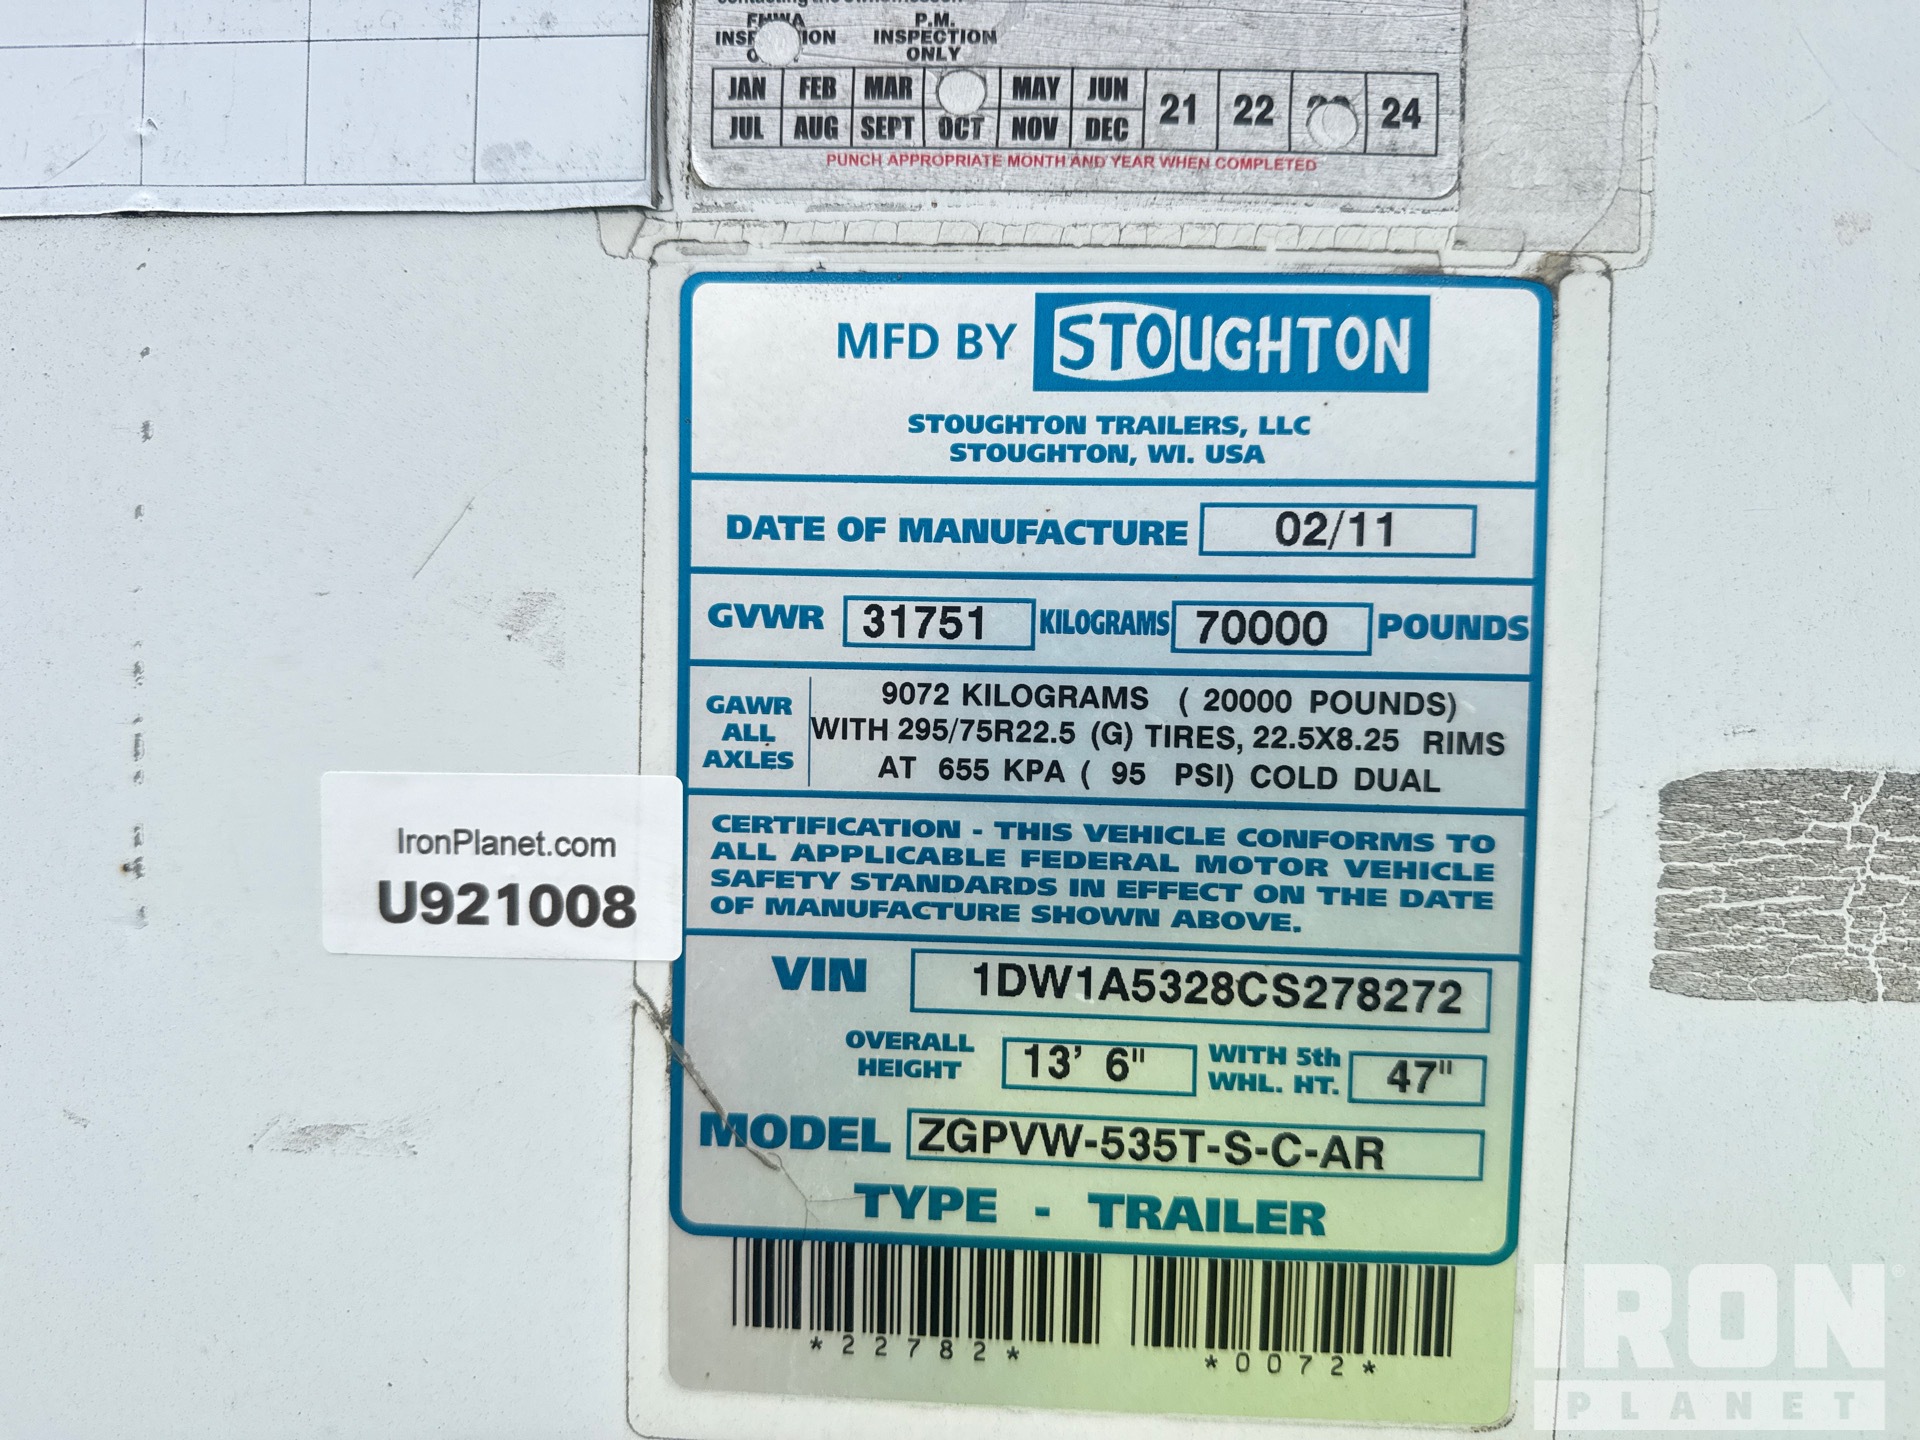 P.M.
INSPECTION
INSPECTION ONLY
JAN FEB MAR MAY JUN 21 22 24
JUL AUG SEPT OCT NOV DEC
PUNCH APPROPRIATE MONTH AND YEAR WHEN COMPLETED
MFD BY STOUGHTON
STOUGHTON TRAILERS, LLC
STOUGHTON, WI. USA
DATE OF MANUFACTURE 02/11
GVWR 31751 KILOGRAMS 70000 POUNDS
GAWR ALL AXLES
9072 KILOGRAMS ( 20000 POUNDS)
WITH 295/75R22.5 (G) TIRES, 22.5X8.25 RIMS
AT 655 KPA ( 95 PSI) COLD DUAL
CERTIFICATION - THIS VEHICLE CONFORMS TO
ALL APPLICABLE FEDERAL MOTOR VEHICLE
SAFETY STANDARDS IN EFFECT ON THE DATE
OF MANUFACTURE SHOWN ABOVE.
IronPlanet.com
U921008
VIN 1DW1A5328CS278272
OVERALL HEIGHT 13' 6" WITH 5th WHL. HT. 47"
MODEL ZGPVW-535T-S-C-AR
TYPE - TRAILER
*22782* *0072*
IRON
PLANET